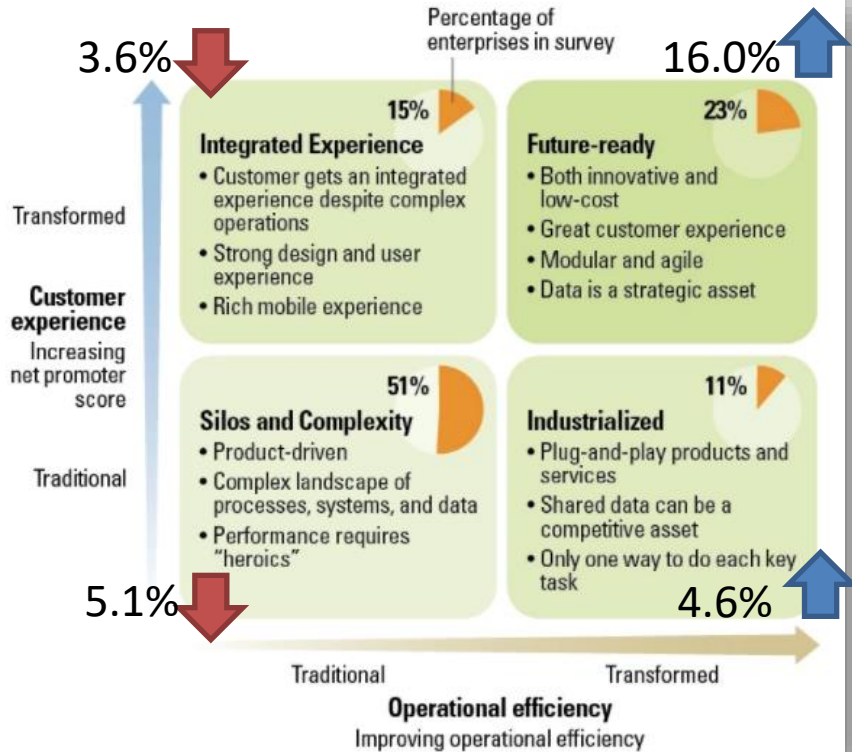 Percentage of
enterprises in survey
3.6%
16.0%
15%
Integrated Experience
• Customer gets an integrated
experience despite complex
operations
• Strong design and user
experience
• Rich mobile experience
23%
Future-ready
• Both innovative and
low-cost
• Great customer experience
• Modular and agile
• Data is a strategic asset
Transformed
Customer
experience
Increasing
net promoter
score
Traditional
51%
Silos and Complexity
• Product-driven
• Complex landscape of
processes, systems, and data
• Performance requires
“heroics”
11%
Industrialized
• Plug-and-play products and
services
• Shared data can be a
competitive asset
• Only one way to do each key
task
5.1%
4.6%
Traditional
Transformed
Operational efficiency
Improving operational efficiency